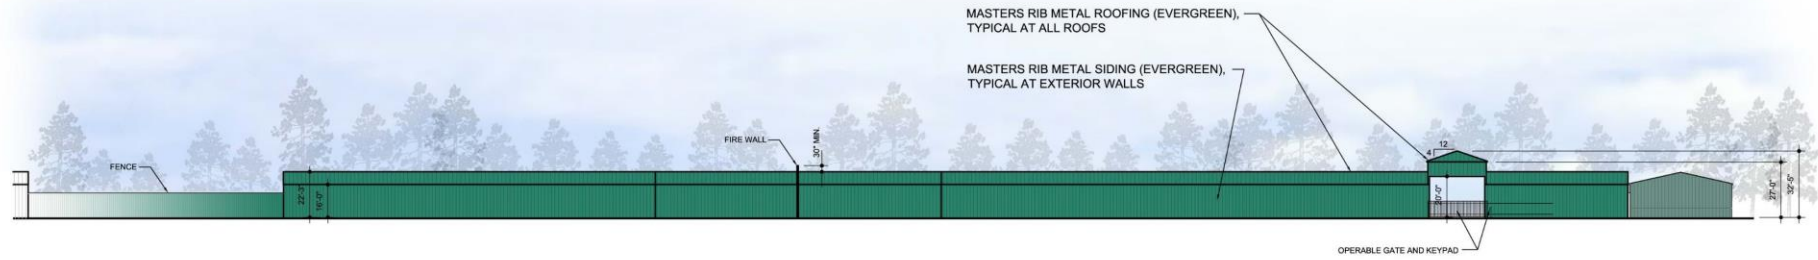 MASTERS RIB METAL ROOFING (EVERGREEN),
TYPICAL AT ALL ROOFS
MASTERS RIB METAL SIDING (EVERGREEN),
TYPICAL AT EXTERIOR WALLS
FIRE WALL
30" MIN.
FENCE
4
12
22'-3"
16'-0"
20'-0"
27'-0"
32'-5"
OPERABLE GATE AND KEYPAD